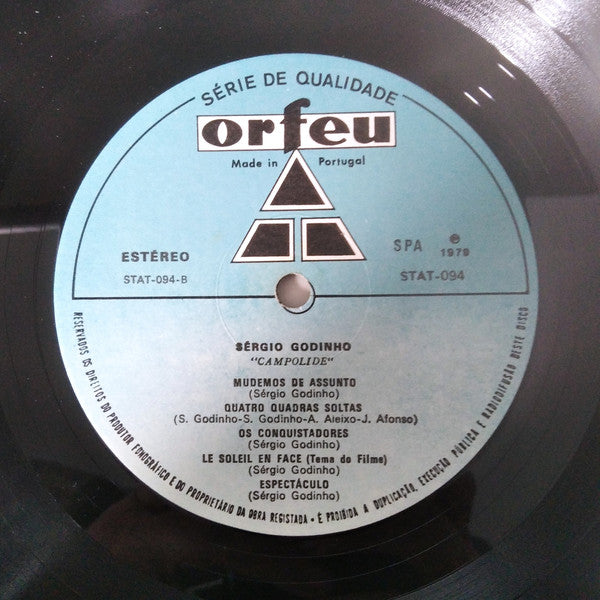 SÉRIE DE QUALIDADE
orfeu
Made in Portugal
ESTÉREO
STAT-094-B
SPA ℗ 1979
STAT-094
SÉRGIO GODINHO
"CAMPOLIDE"
MUDEMOS DE ASSUNTO
(Sérgio Godinho)
QUATRO QUADRAS SOLTAS
(S. Godinho-S. Godinho-A. Aleixo-J. Afonso)
OS CONQUISTADORES
(Sérgio Godinho)
LE SOLEIL EN FACE (Tema do Filme)
(Sérgio Godinho)
ESPECTÁCULO
(Sérgio Godinho)
RESERVADOS OS DIREITOS DO PRODUTOR FONOGRÁFICO E DO PROPRIETÁRIO DA OBRA REGISTADA - É PROIBIDA A DUPLICAÇÃO, EXECUÇÃO PÚBLICA E RADIODIFUSÃO DESTE DISCO